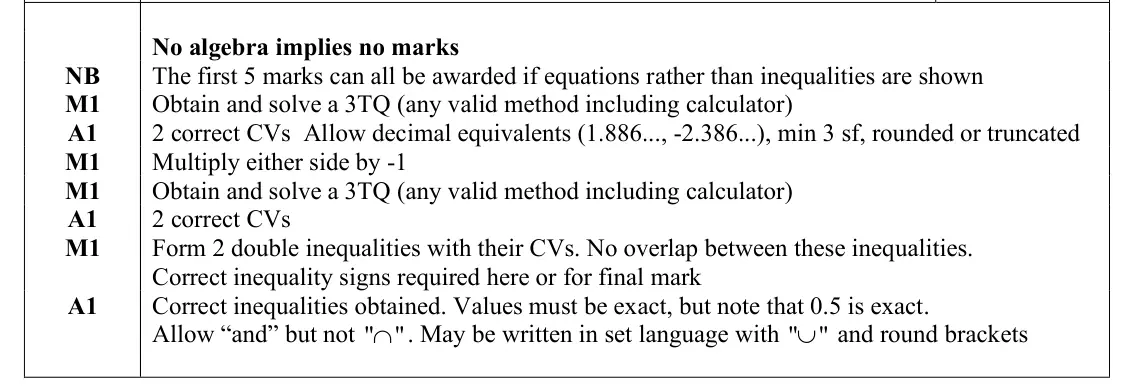 No algebra implies no marks
NB The first 5 marks can all be awarded if equations rather than inequalities are shown
M1 Obtain and solve a 3TQ (any valid method including calculator)
A1 2 correct CVs  Allow decimal equivalents (1.886..., -2.386...), min 3 sf, rounded or truncated
M1 Multiply either side by -1
M1 Obtain and solve a 3TQ (any valid method including calculator)
A1 2 correct CVs
M1 Form 2 double inequalities with their CVs. No overlap between these inequalities.
Correct inequality signs required here or for final mark
A1 Correct inequalities obtained. Values must be exact, but note that 0.5 is exact.
Allow “and” but not "∩". May be written in set language with "∪" and round brackets